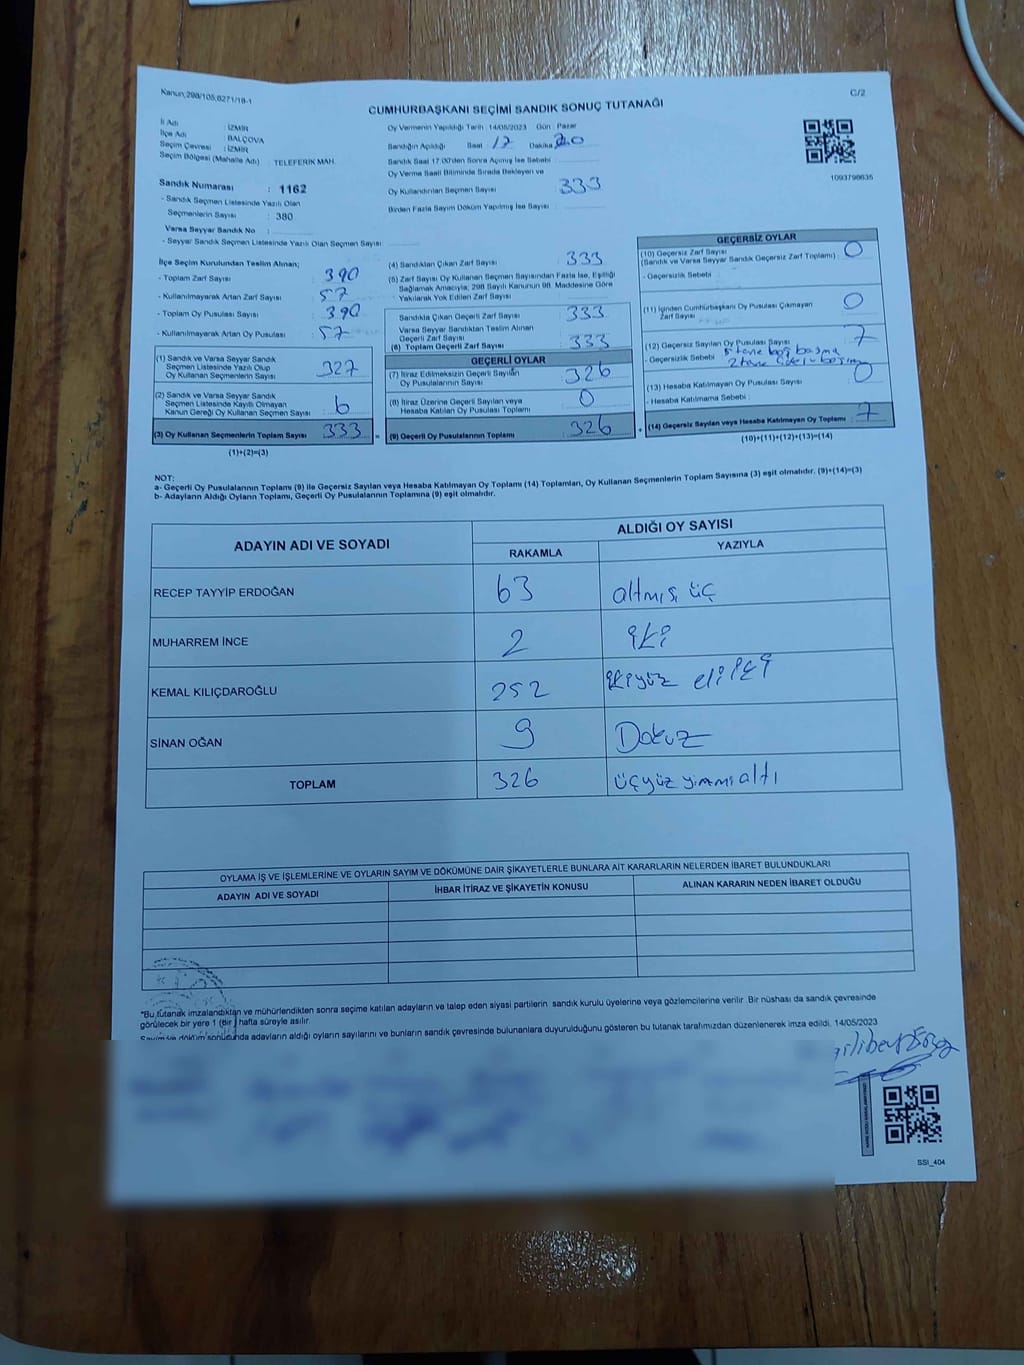 Kanun;298/105,6271/18-1
C/2
CUMHURBAŞKANI SEÇİMİ SANDIK SONUÇ TUTANAĞI
İl Adı : İZMİR
İlçe Adı : BALÇOVA
Seçim Çevresi : İZMİR
Seçim Bölgesi (Mahalle Adı) : TELEFERİK MAH.
Sandık Numarası : 1162
- Sandık Seçmen Listesinde Yazılı Olan
Seçmenlerin Sayısı : 380
Varsa Seyyar Sandık No :
- Seyyar Sandık Seçmen Listesinde Yazılı Olan Seçmen Sayısı :
Oy Vermenin Yapıldığı Tarih : 14/05/2023 Gün : Pazar
Sandığın Açıldığı Saat : 17 Dakika : 20
Sandık Saat 17:00'den Sonra Açımış İse Sebebi :
Oy Verme Saati Bitiminde Sırada Bekleyen ve
Oy Kullandırılan Seçmen Sayısı : 333
Birden Fazla Sayım Döküm Yapılmış İse Sayısı :
1093796635
İlçe Seçim Kurulundan Teslim Alınan;
- Toplam Zarf Sayısı : 390
- Kullanılmayarak Artan Zarf Sayısı : 57
- Toplam Oy Pusulası Sayısı : 390
- Kullanılmayarak Artan Oy Pusulası : 57
(1) Sandık ve Varsa Seyyar Sandık
Seçmen Listesinde Yazılı Olup
Oy Kullanan Seçmenlerin Sayısı : 327
(2) Sandık ve Varsa Seyyar Sandık
Seçmen Listesinde Kayıtlı Olmayan
Kanun Gereği Oy Kullanan Seçmen Sayısı : 6
(3) Oy Kullanan Seçmenlerin Toplam Sayısı : 333
(1)+(2)=(3)
(4) Sandıktan Çıkan Zarf Sayısı : 333
(5) Zarf Sayısı Oy Kullanan Seçmen Sayısından Fazla İse, Eşitliği
Sağlamak Amacıyla; 298 Sayılı Kanunun 98. Maddesine Göre
Yakılarak Yok Edilen Zarf Sayısı :
Sandıkta Çıkan Geçerli Zarf Sayısı : 333
Varsa Seyyar Sandıktan Teslim Alınan
Geçerli Zarf Sayısı :
(6) Toplam Geçerli Zarf Sayısı : 333
GEÇERLİ OYLAR
(7) İtiraz Edilmeksizin Geçerli Sayılan
Oy Pusulalarının Sayısı : 326
(8) İtiraz Üzerine Geçerli Sayılan veya
Hesaba Katılan Oy Pusulası Toplamı : 0
(9) Geçerli Oy Pusulalarının Toplamı : 326
GEÇERSİZ OYLAR
(10) Geçersiz Zarf Sayısı
(Sandık ve Varsa Seyyar Sandık Geçersiz Zarf Toplamı) : 0
- Geçersizlik Sebebi :
(11) İçinden Cumhurbaşkanı Oy Pusulası Çıkmayan
Zarf Sayısı : 0
(12) Geçersiz Sayılan Oy Pusulası Sayısı : 7
- Geçersizlik Sebebi : 5 tane boş basma
2 tane
(13) Hesaba Katılmayan Oy Pusulası Sayısı : 0
- Hesaba Katılmama Sebebi :
(14) Geçersiz Sayılan veya Hesaba Katılmayan Oy Toplamı : 7
(10)+(11)+(12)+(13)=(14)
NOT:
a- Geçerli Oy Pusulalarının Toplamı (9) ile Geçersiz Sayılan veya Hesaba Katılmayan Oy Toplamı (14) Toplamları, Oy Kullanan Seçmenlerin Toplam Sayısına (3) eşit olmalıdır. (9)+(14)=(3)
b- Adayların Aldığı Oyların Toplamı, Geçerli Oy Pusulalarının Toplamına (9) eşit olmalıdır.
ADAYIN ADI VE SOYADI
ALDIĞI OY SAYISI
RAKAMLA YAZIYLA
RECEP TAYYİP ERDOĞAN 63 altmış üç
MUHARREM İNCE 2 iki
KEMAL KILIÇDAROĞLU 252 ikiyüz elli iki
SİNAN OĞAN 9 Dokuz
TOPLAM 326 üçyüz yirmi altı
OYLAMA İŞ VE İŞLEMLERİNE VE OYLARIN SAYIM VE DÖKÜMÜNE DAİR ŞİKAYETLERLE BUNLARA AİT KARARLARIN NELERDEN İBARET BULUNDUKLARI
ADAYIN ADI VE SOYADI İHBAR İTİRAZ VE ŞİKAYETİN KONUSU ALINAN KARARIN NEDEN İBARET OLDUĞU
*Bu tutanak imzalandıktan ve mühürlendikten sonra seçime katılan adayların ve talep eden siyasi partilerin sandık kurulu üyelerine veya gözlemcilerine verilir .Bir nüshası da sandık çevresinde
görülecek bir yere 1 (Bir) hafta süreyle asılır.
Sayım ve döküm sonucunda adayların aldığı oyların sayılarını ve bunların sandık çevresinde bulunanlara duyurulduğunu gösteren bu tutanak tarafımızdan düzenlenerek imza edildi. 14/05/2023
SSI_404